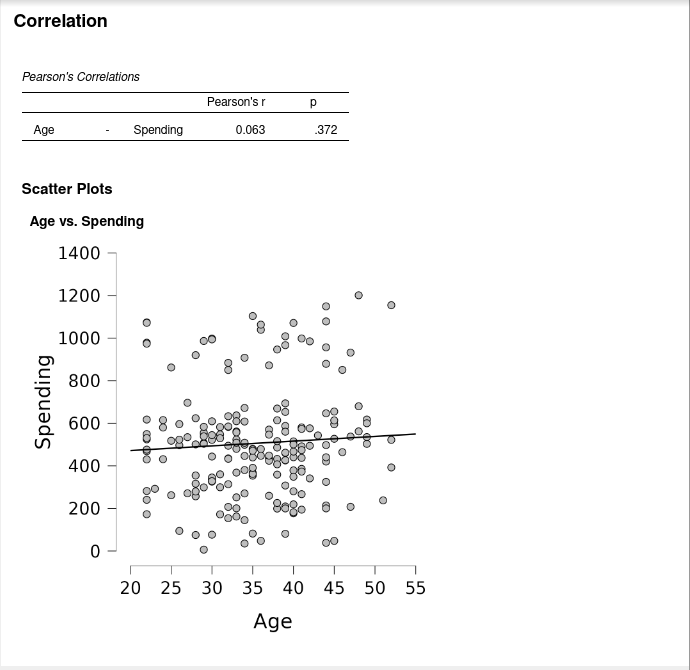 Correlation
Pearson's Correlations
Pearson's r p
Age - Spending 0.063 .372
Scatter Plots
Age vs. Spending
1400
1200
1000
800
600
400
200
0
Spending
20 25 30 35 40 45 50 55
Age